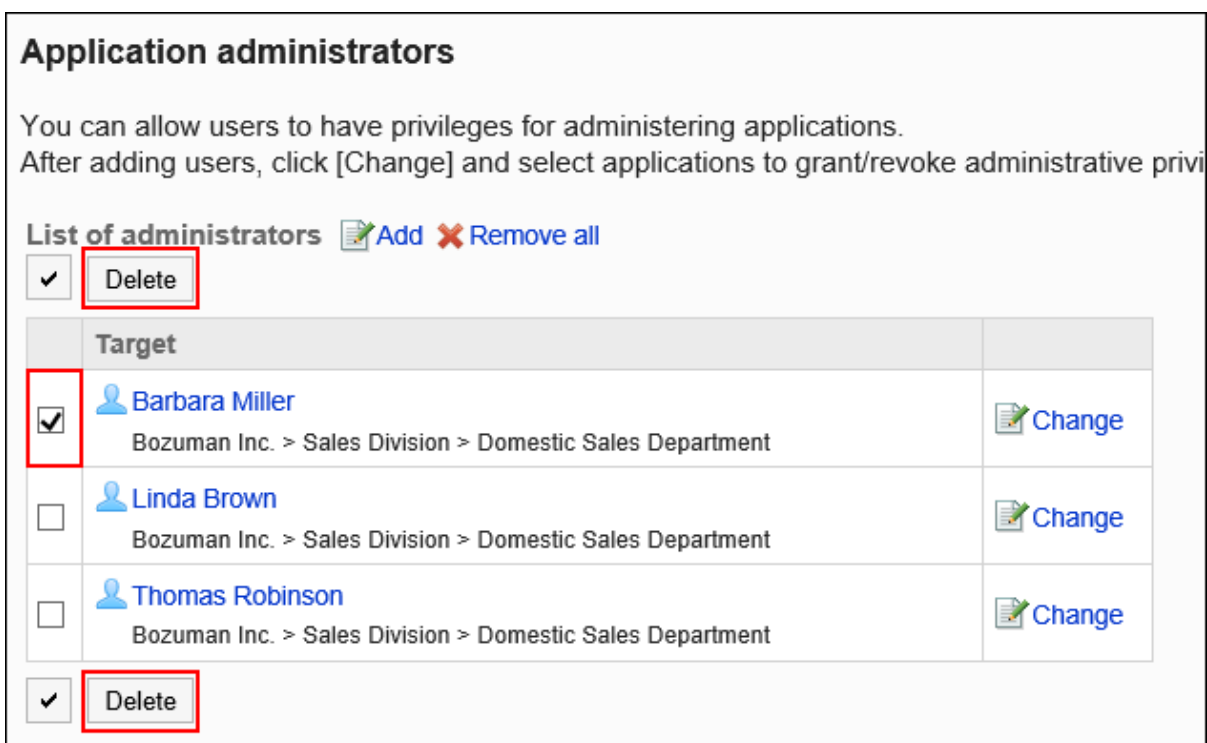 Application administrators
You can allow users to have privileges for administering applications.
After adding users, click [Change] and select applications to grant/revoke administrative privi
List of administrators Add Remove all
Delete
Target
Barbara Miller
Bozuman Inc. > Sales Division > Domestic Sales Department
Change
Linda Brown
Bozuman Inc. > Sales Division > Domestic Sales Department
Change
Thomas Robinson
Bozuman Inc. > Sales Division > Domestic Sales Department
Change
Delete